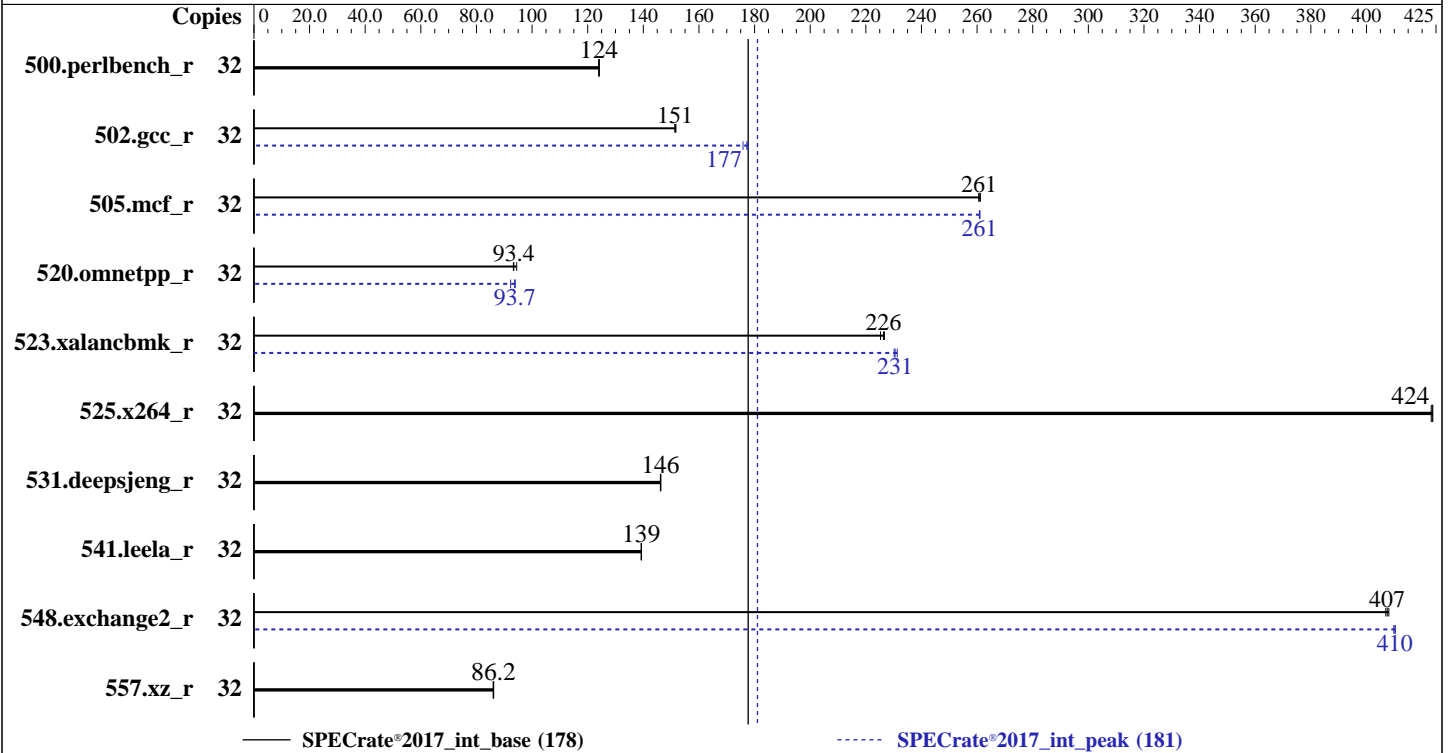 Copies 0 20.0 40.0 60.0 80.0 100 120 140 160 180 200 220 240 260 280 300 320 340 360 380 400 425
500.perlbench_r 32 124
502.gcc_r 32 151
177
505.mcf_r 32 261
261
520.omnetpp_r 32 93.4
93.7
523.xalancbmk_r 32 226
231
525.x264_r 32 424
531.deepsjeng_r 32 146
541.leela_r 32 139
548.exchange2_r 32 407
410
557.xz_r 32 86.2
SPECrate®2017_int_base (178) SPECrate®2017_int_peak (181)